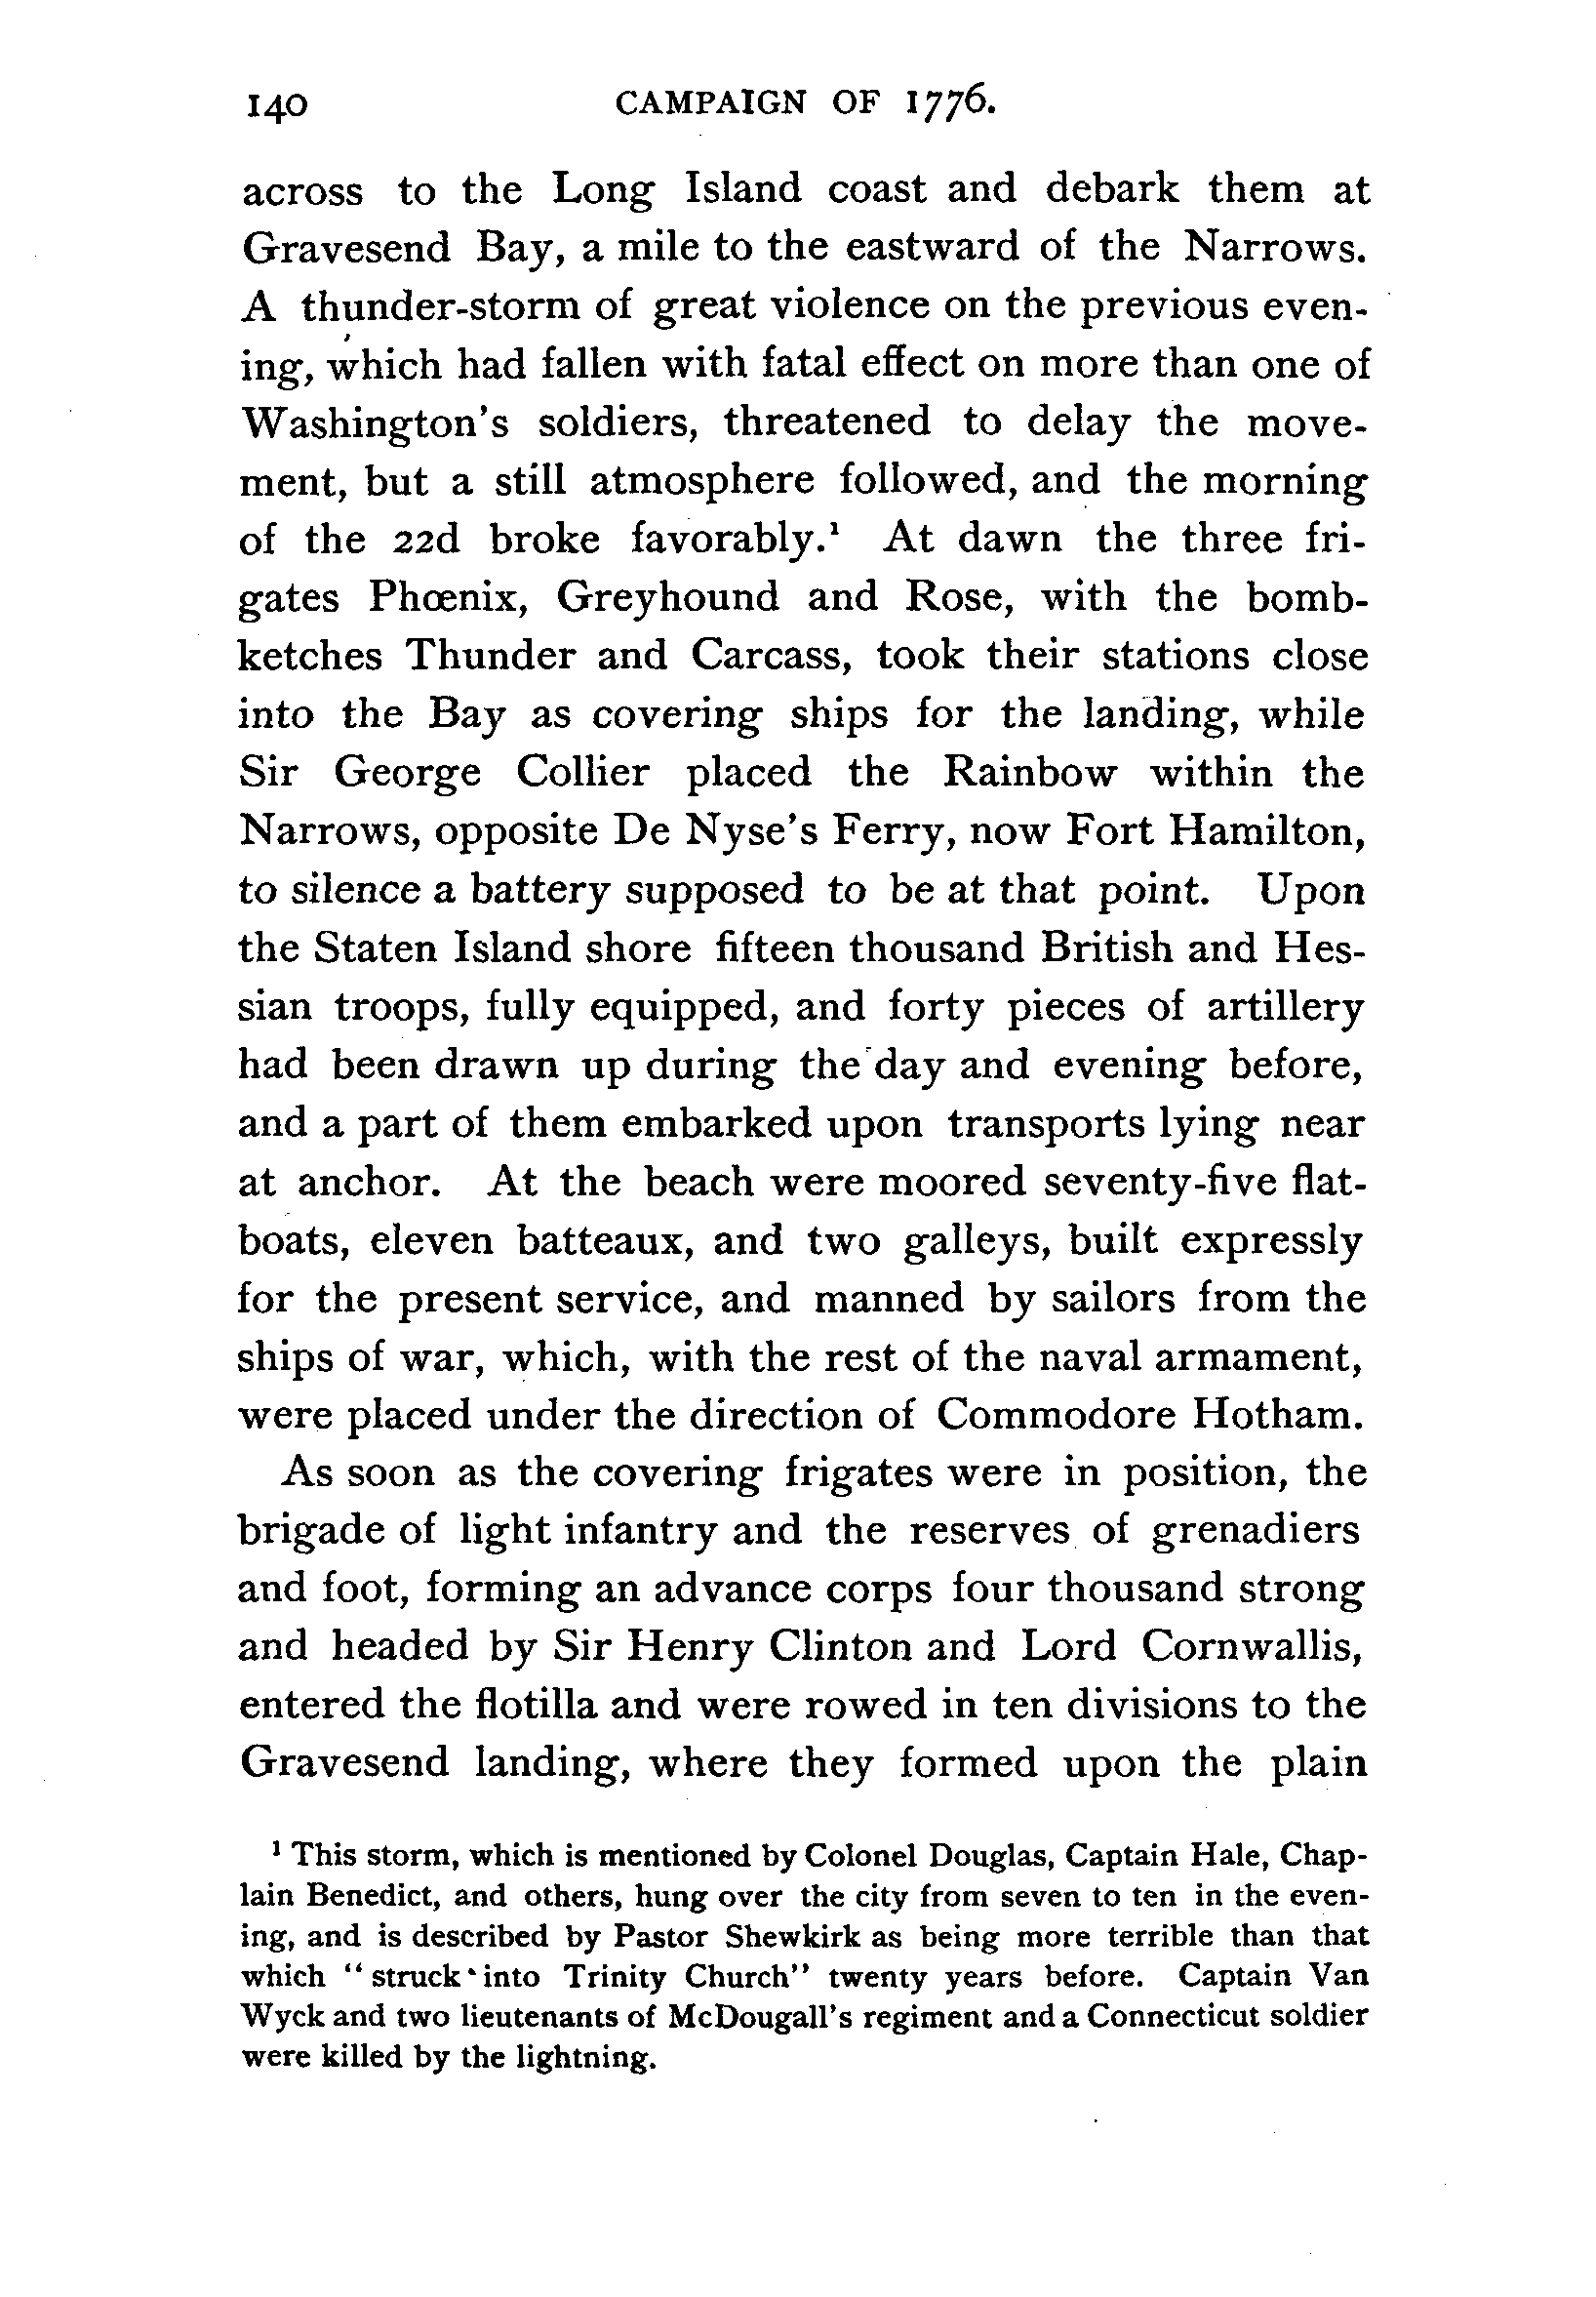 140 CAMPAIGN OF 1776.
across to the Long Island coast and debark them at
Gravesend Bay, a mile to the eastward of the Narrows.
A thunder-storm of great violence on the previous even-
ing, which had fallen with fatal effect on more than one of
Washington's soldiers, threatened to delay the move-
ment, but a still atmosphere followed, and the morning
of the 22d broke favorably.¹ At dawn the three fri-
gates Phœnix, Greyhound and Rose, with the bomb-
ketches Thunder and Carcass, took their stations close
into the Bay as covering ships for the landing, while
Sir George Collier placed the Rainbow within the
Narrows, opposite De Nyse's Ferry, now Fort Hamilton,
to silence a battery supposed to be at that point. Upon
the Staten Island shore fifteen thousand British and Hes-
sian troops, fully equipped, and forty pieces of artillery
had been drawn up during the day and evening before,
and a part of them embarked upon transports lying near
at anchor. At the beach were moored seventy-five flat-
boats, eleven batteaux, and two galleys, built expressly
for the present service, and manned by sailors from the
ships of war, which, with the rest of the naval armament,
were placed under the direction of Commodore Hotham.
As soon as the covering frigates were in position, the
brigade of light infantry and the reserves of grenadiers
and foot, forming an advance corps four thousand strong
and headed by Sir Henry Clinton and Lord Cornwallis,
entered the flotilla and were rowed in ten divisions to the
Gravesend landing, where they formed upon the plain
¹ This storm, which is mentioned by Colonel Douglas, Captain Hale, Chap-
lain Benedict, and others, hung over the city from seven to ten in the even-
ing, and is described by Pastor Shewkirk as being more terrible than that
which "struck into Trinity Church" twenty years before. Captain Van
Wyck and two lieutenants of McDougall's regiment and a Connecticut soldier
were killed by the lightning.